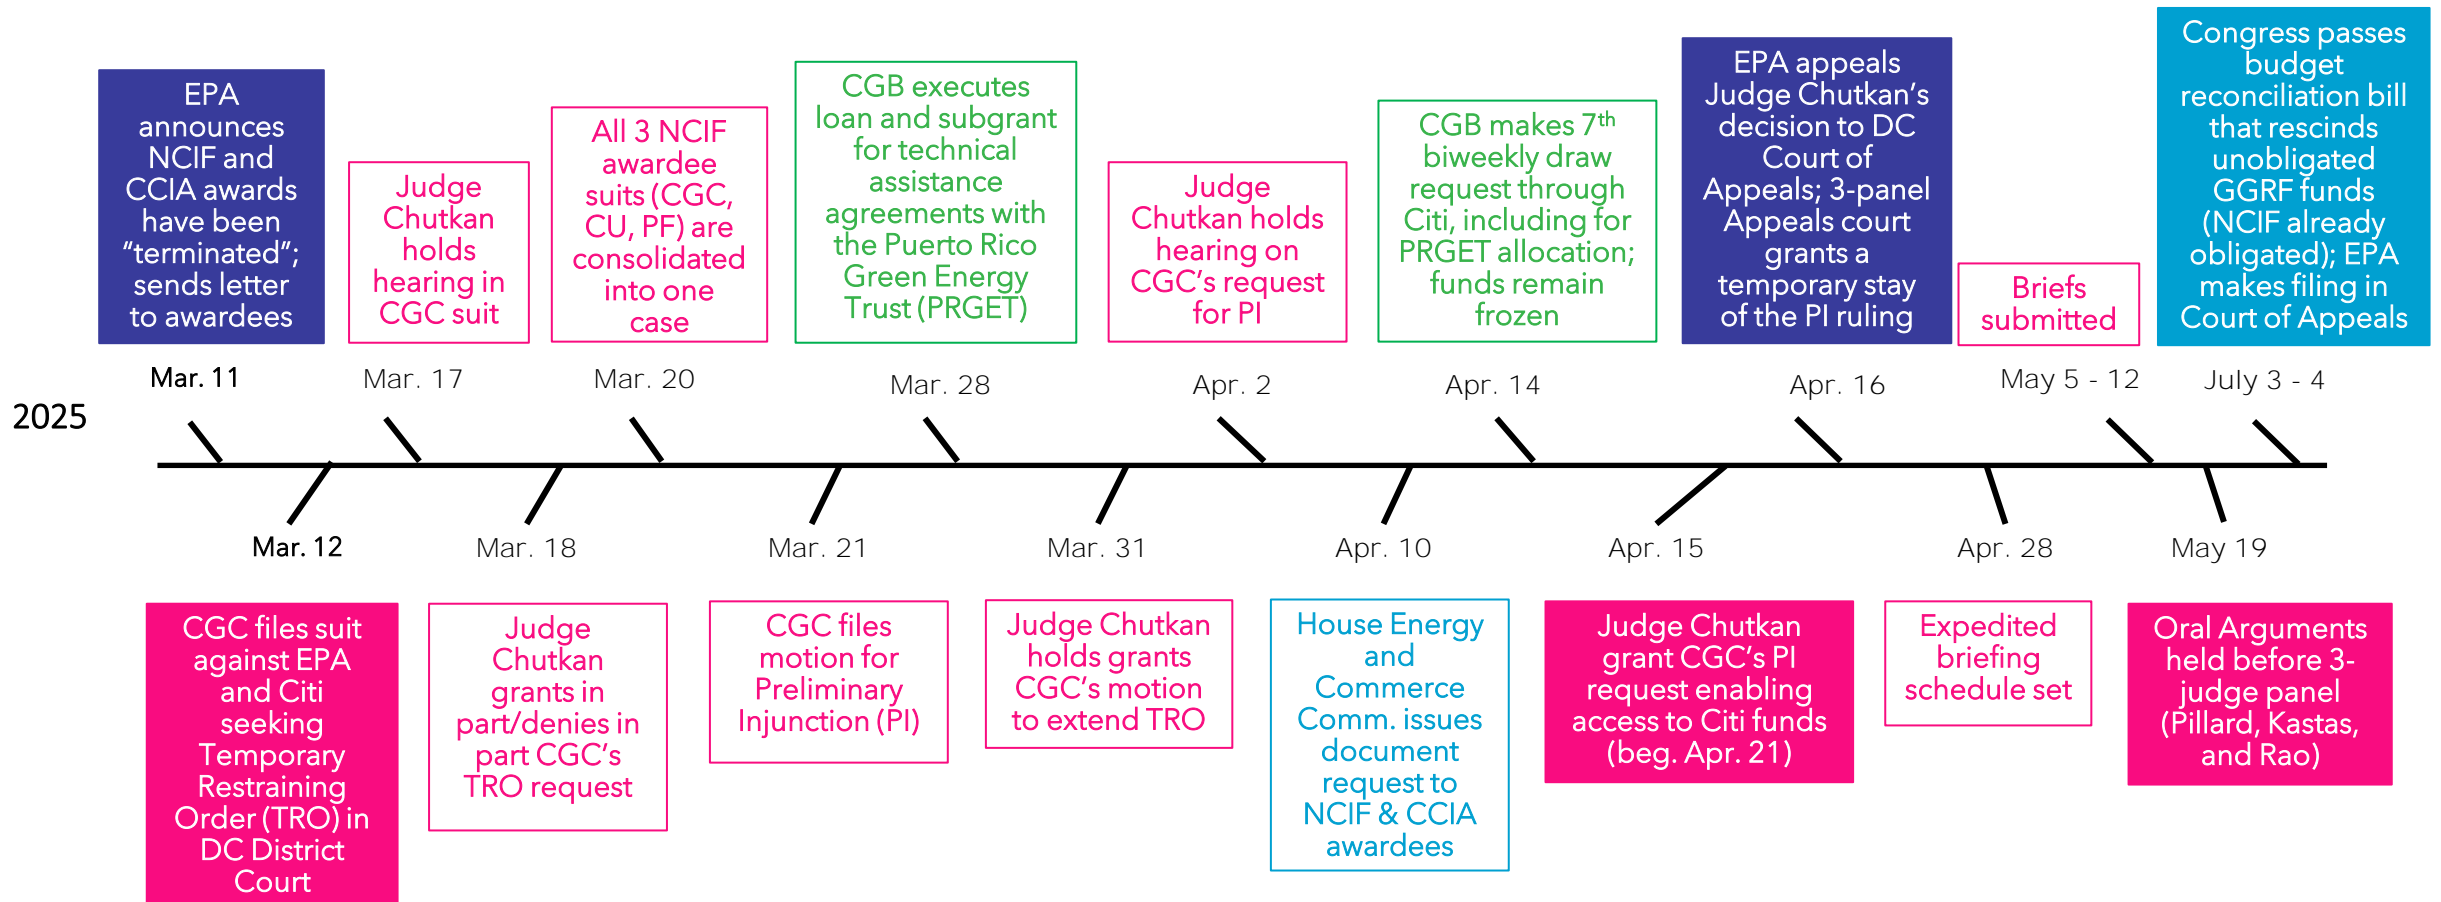 EPA
announces
NCIF and
CCIA awards
have been
“terminated”;
sends letter
to awardees
Mar. 11
Judge
Chutkan
holds
hearing in
CGC suit
Mar. 17
All 3 NCIF
awardee
suits (CGC,
CU, PF) are
consolidated
into one
case
Mar. 20
CGB executes
loan and subgrant
for technical
assistance
agreements with
the Puerto Rico
Green Energy
Trust (PRGET)
Mar. 28
Judge
Chutkan holds
hearing on
CGC’s request
for PI
Apr. 2
CGB makes 7th
biweekly draw
request through
Citi, including for
PRGET allocation;
funds remain
frozen
Apr. 14
EPA appeals
Judge Chutkan’s
decision to DC
Court of
Appeals; 3-panel
Appeals court
grants a
temporary stay
of the PI ruling
Apr. 16
Briefs
submitted
May 5 - 12
Congress passes
budget
reconciliation bill
that rescinds
unobligated
GGRF funds
(NCIF already
obligated); EPA
makes filing in
Court of Appeals
July 3 - 4
2025
Mar. 12
CGC files suit
against EPA
and Citi
seeking
Temporary
Restraining
Order (TRO) in
DC District
Court
Mar. 18
Judge
Chutkan
grants in
part/denies in
part CGC’s
TRO request
Mar. 21
CGC files
motion for
Preliminary
Injunction (PI)
Mar. 31
Judge Chutkan
holds grants
CGC’s motion
to extend TRO
Apr. 10
House Energy
and
Commerce
Comm. issues
document
request to
NCIF & CCIA
awardees
Apr. 15
Judge Chutkan
grant CGC’s PI
request enabling
access to Citi funds
(beg. Apr. 21)
Apr. 28
Expedited
briefing
schedule set
May 19
Oral Arguments
held before 3-
judge panel
(Pillard, Kastas,
and Rao)